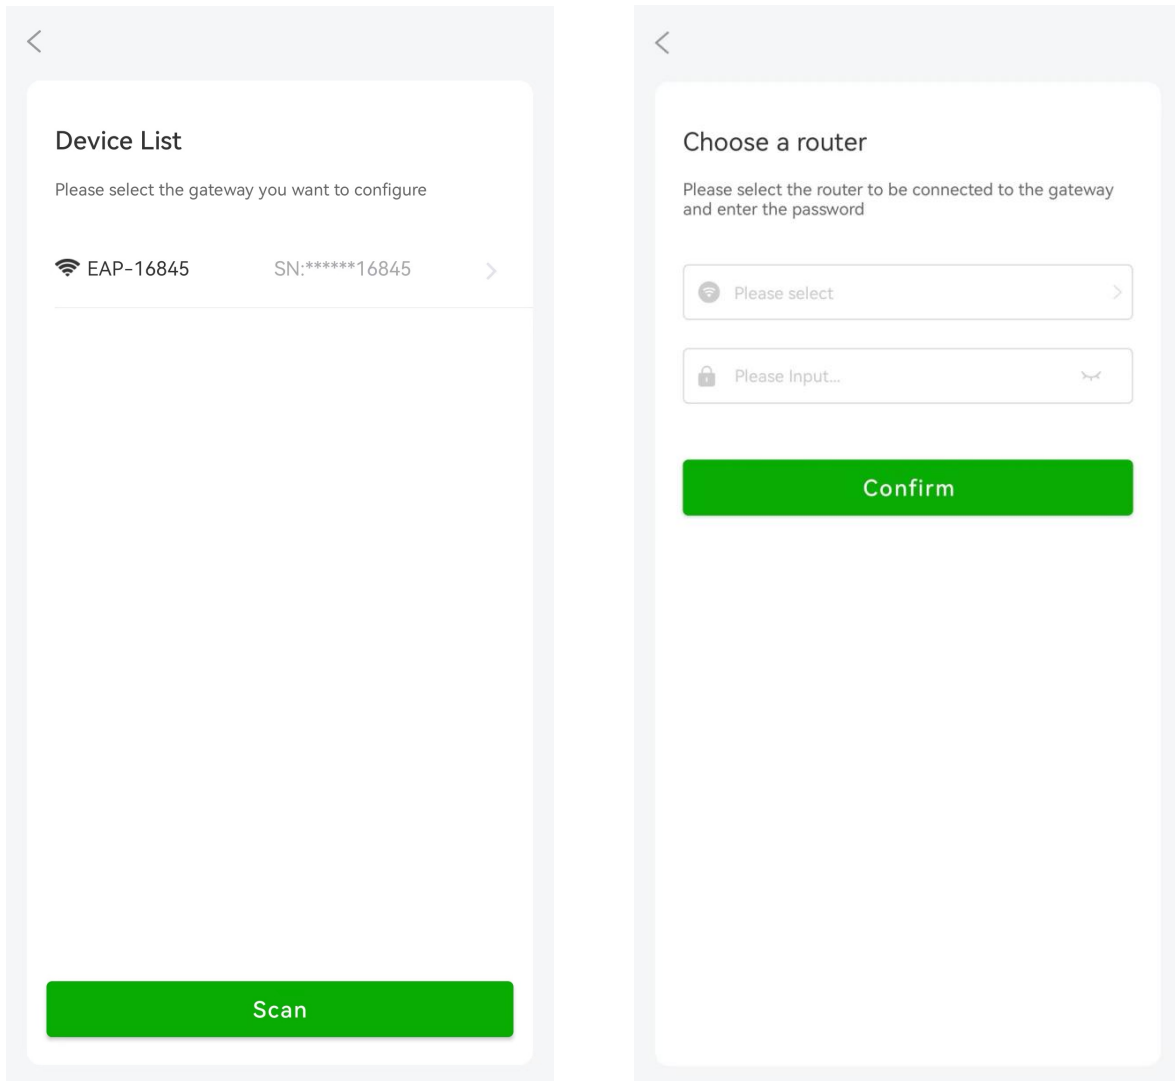 Device List
Please select the gateway you want to configure
EAP-16845 SN:******16845
Scan
Choose a router
Please select the router to be connected to the gateway
and enter the password
Please select
Please Input...
Confirm